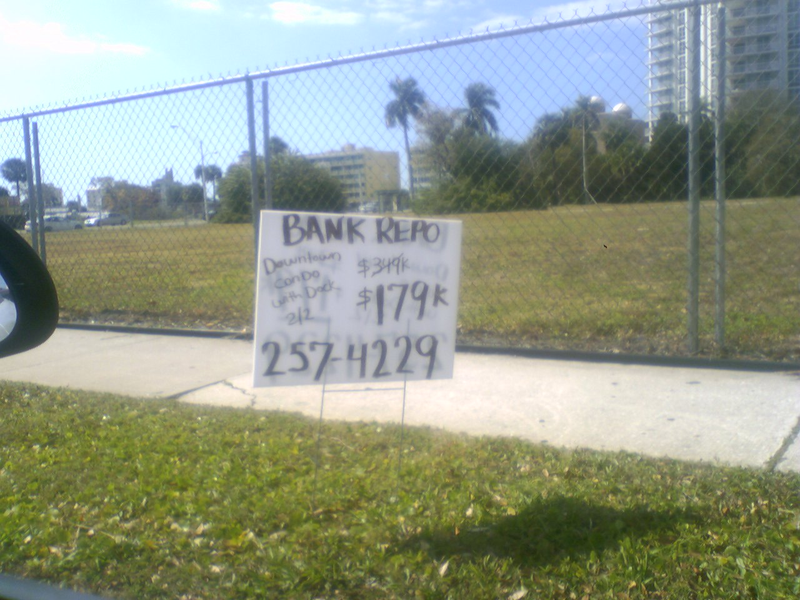 BANK REPO
Downtown $349K
Condo
with Dock $179K
2/2
257-4229